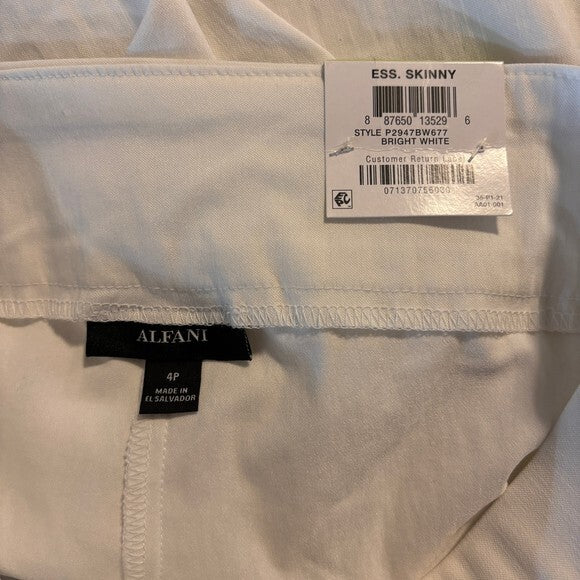 ESS. SKINNY
8 87650 13529 6
STYLE P2947BW677
BRIGHT WHITE
Customer Return Label
071370756030
ALFANI
4P
MADE IN
EL SALVADOR